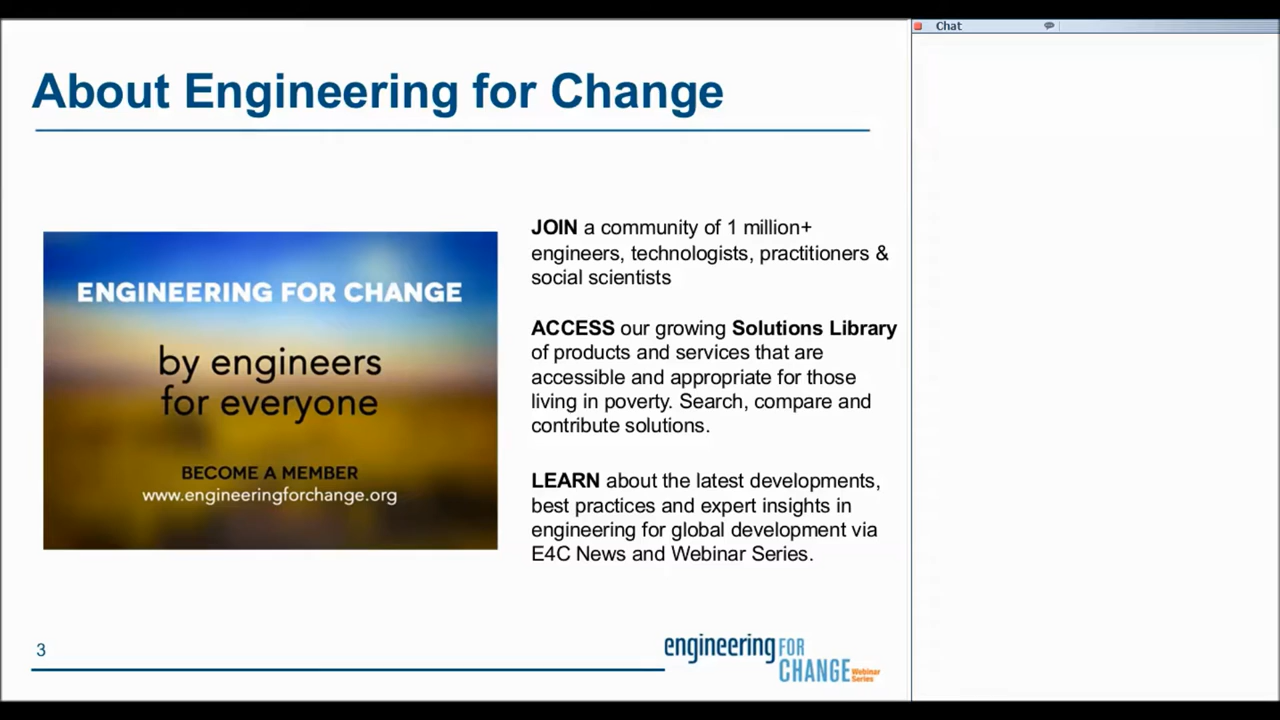 Chat
About Engineering for Change
ENGINEERING FOR CHANGE
by engineers
for everyone
BECOME A MEMBER
www.engineeringforchange.org
JOIN a community of 1 million+
engineers, technologists, practitioners &
social scientists
ACCESS our growing Solutions Library
of products and services that are
accessible and appropriate for those
living in poverty. Search, compare and
contribute solutions.
LEARN about the latest developments,
best practices and expert insights in
engineering for global development via
E4C News and Webinar Series.
3
engineering FOR
CHANGE Webinar
Series